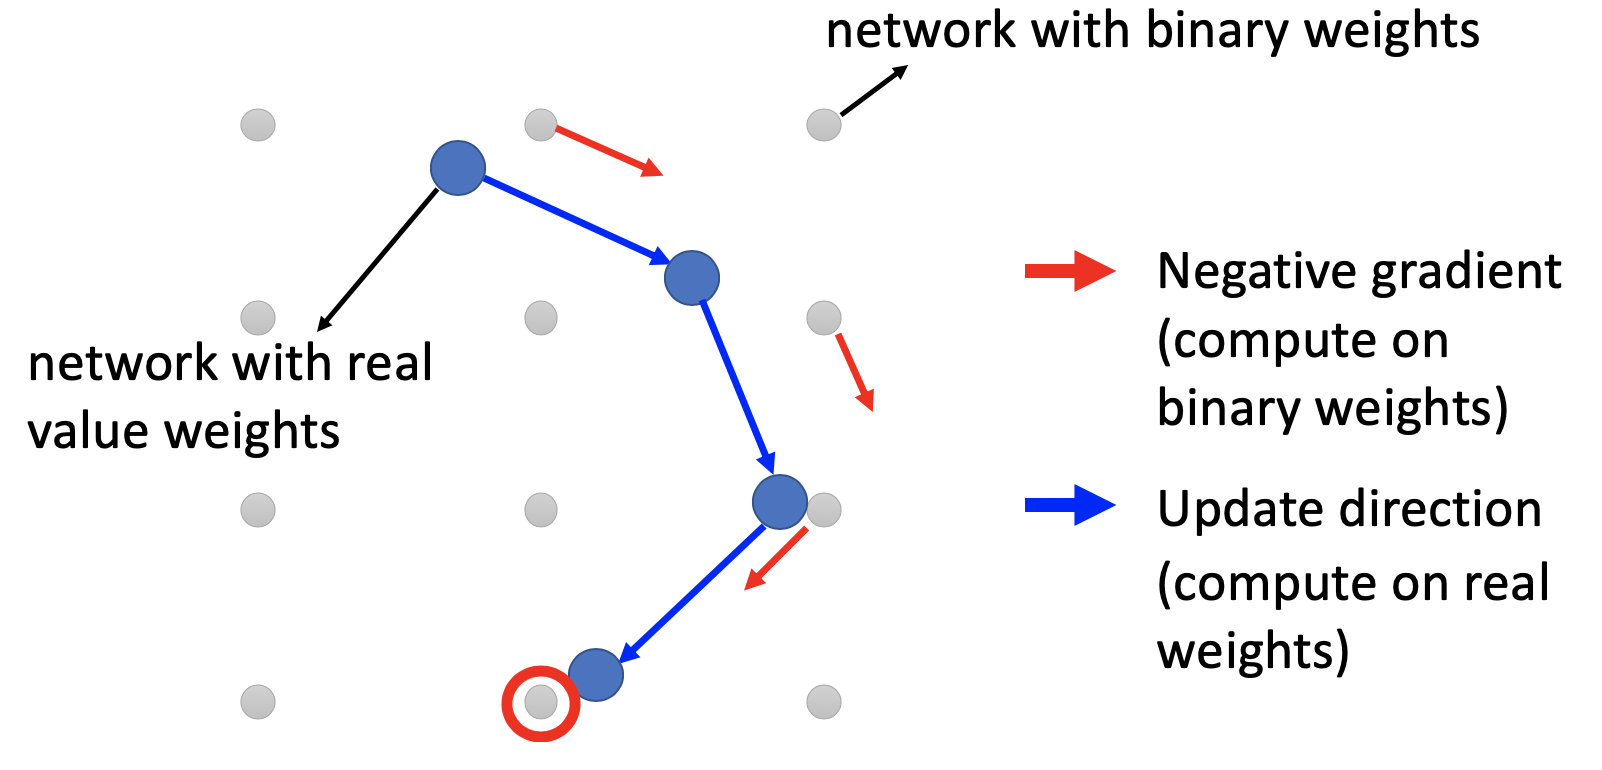 network with binary weights
network with real
value weights
Negative gradient
(compute on
binary weights)
Update direction
(compute on real
weights)